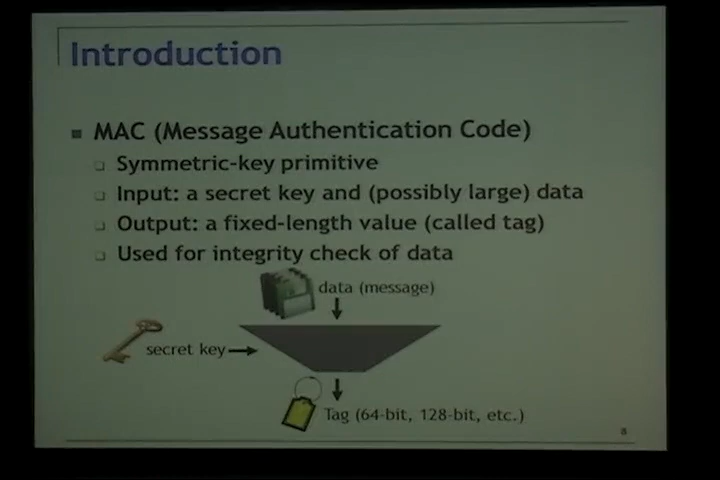 Introduction
MAC (Message Authentication Code)
Symmetric-key primitive
Input: a secret key and (possibly large) data
Output: a fixed-length value (called tag)
Used for integrity check of data
data (message)
secret key
Tag (64-bit, 128-bit, etc.)
8